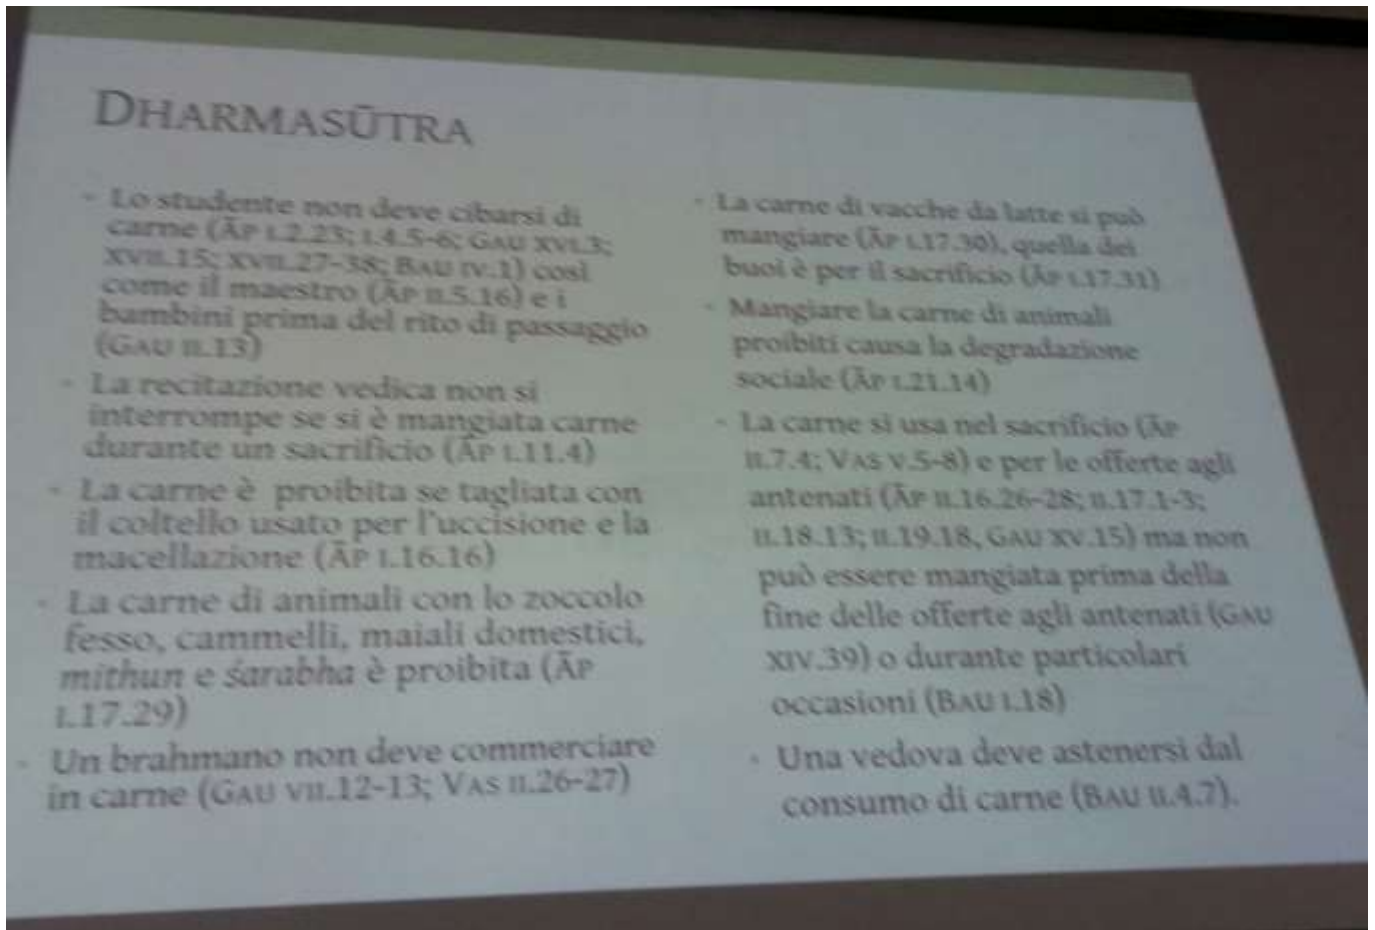 DHARMASŪTRA
- Lo studente non deve cibarsi di
carne (ĀP I.2.23; I.4.5-6; GAU XVI.3;
XVII.15; XVII.27-38; BAU IV.1) così
come il maestro (ĀP II.5.16) e i
bambini prima del rito di passaggio
(GAU II.13)
- La recitazione vedica non si
interrompe se si è mangiata carne
durante un sacrificio (ĀP I.11.4)
- La carne è proibita se tagliata con
il coltello usato per l'uccisione e la
macellazione (ĀP I.16.16)
- La carne di animali con lo zoccolo
fesso, cammelli, maiali domestici,
mithun e śarabha è proibita (ĀP
I.17.29)
- Un brahmano non deve commerciare
in carne (GAU VII.12-13; VAS II.26-27)
- La carne di vacche da latte si può
mangiare (ĀP I.17.30), quella dei
buoi è per il sacrificio (ĀP I.17.31)
- Mangiare la carne di animali
proibiti causa la degradazione
sociale (ĀP I.21.14)
- La carne si usa nel sacrificio (ĀP
II.7.4; VAS V.5-8) e per le offerte agli
antenati (ĀP II.16.26-28; II.17.1-3;
II.18.13; II.19.18, GAU XV.15) ma non
può essere mangiata prima della
fine delle offerte agli antenati (GAU
XIV.39) o durante particolari
occasioni (BAU I.18)
- Una vedova deve astenersi dal
consumo di carne (BAU II.4.7).